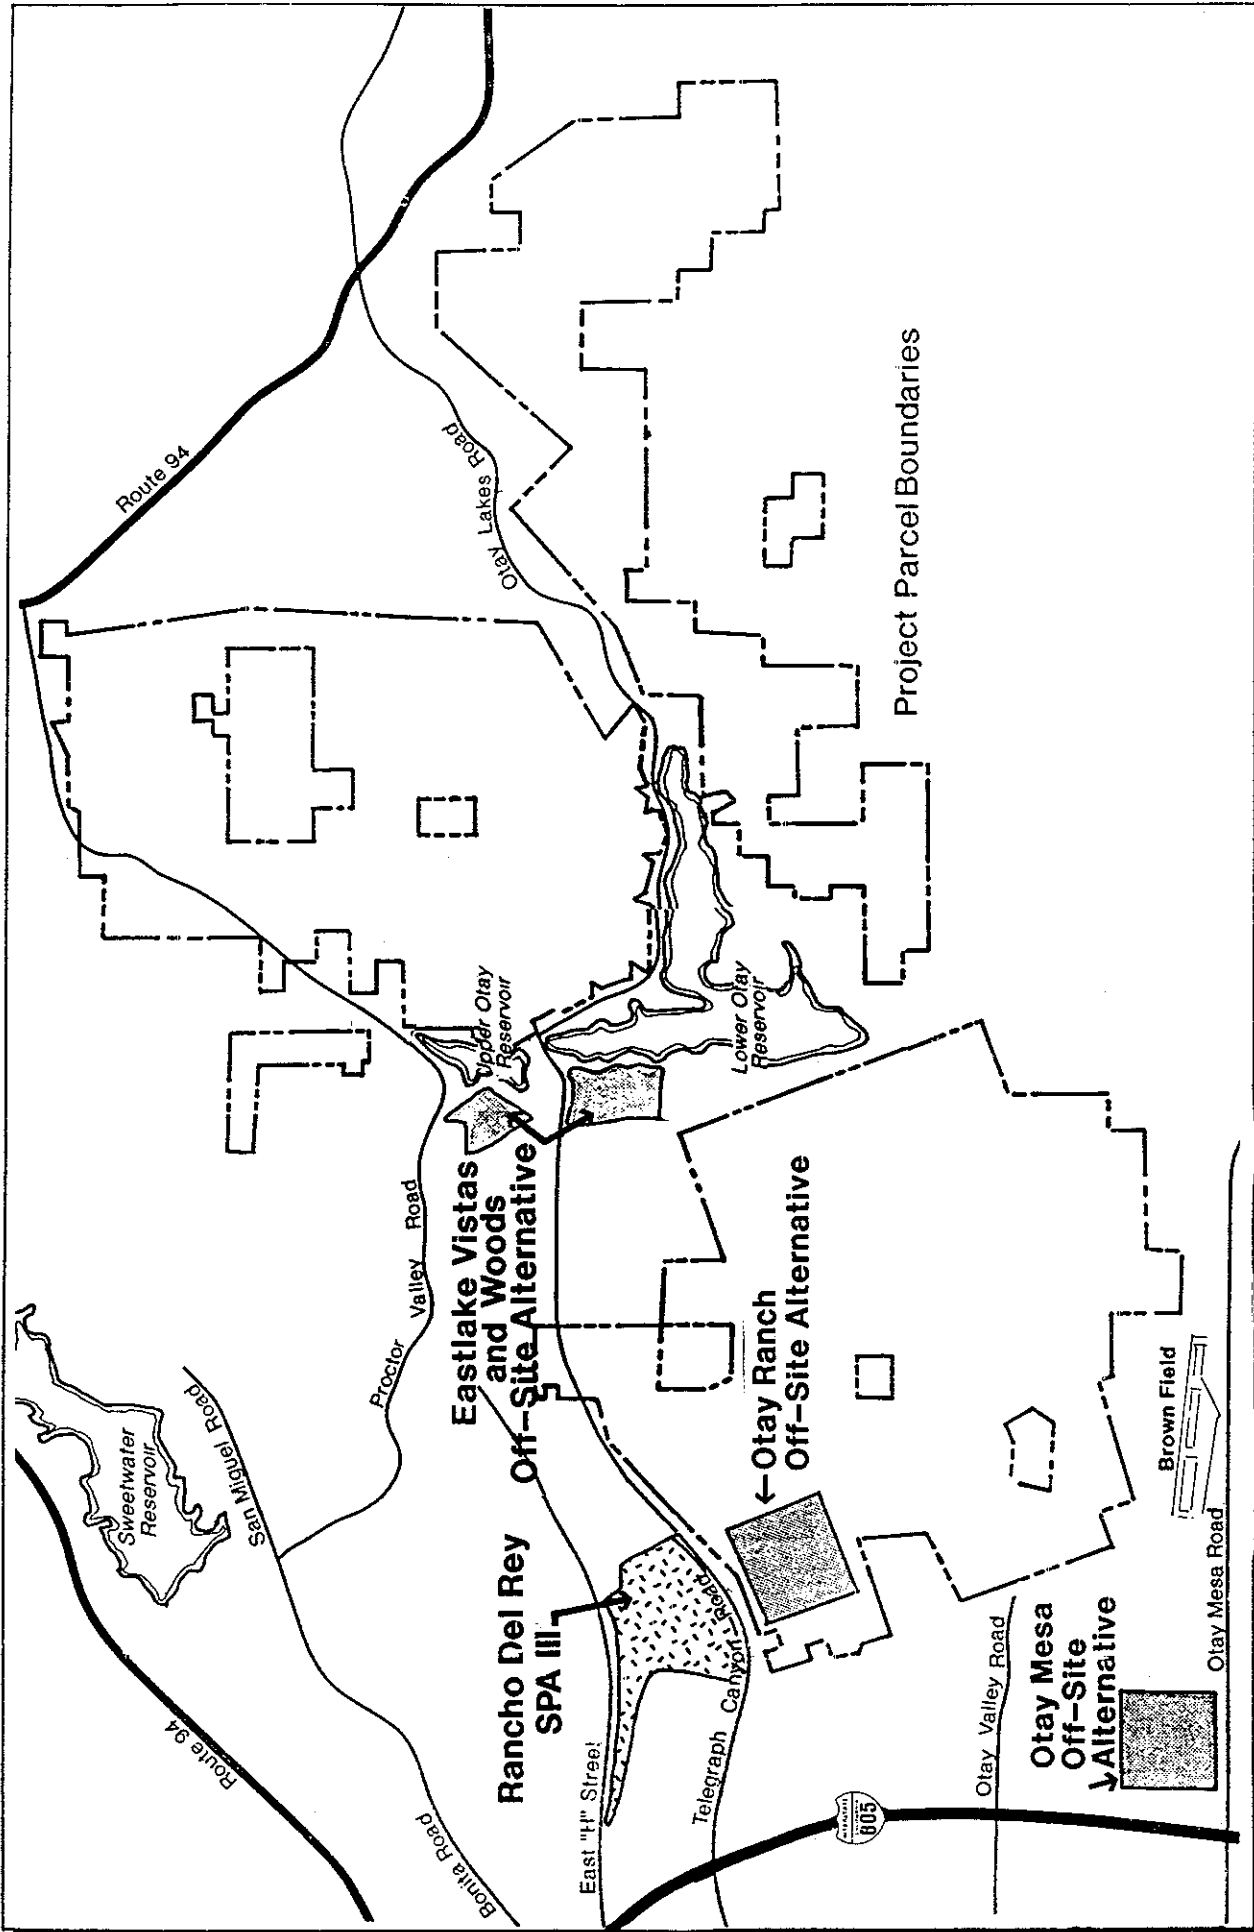 Route 94
Sweetwater
Reservoir
San Miguel Road
Route 94
Bonita Road
Proctor Valley Road
Otay Lakes Road
Upper Otay
Reservoir
Lower Otay
Reservoir
Eastlake Vistas
and Woods
Off-Site Alternative
Rancho Del Rey
SPA III
East "H" Street
Telegraph Canyon Road
←Otay Ranch
Off-Site Alternative
Project Parcel Boundaries
Otay Valley Road
Otay Mesa
Off-Site
Alternative
Brown Field
Otay Mesa Road
805